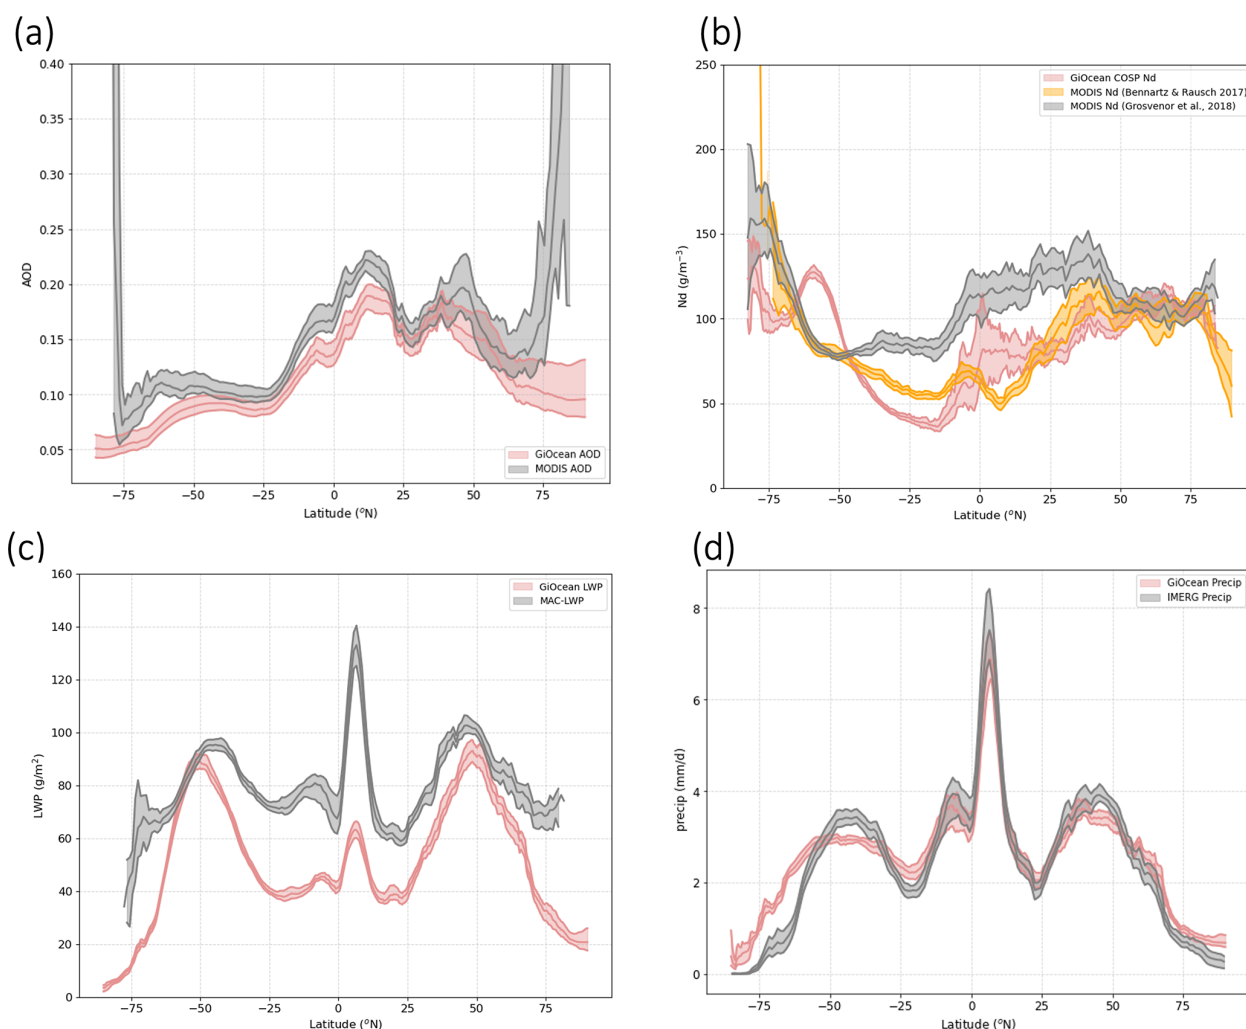 (a)
0.40
0.35
0.30
0.25
0.20
0.15
0.10
0.05
AOD
GiOcean AOD
MODIS AOD
−75 −50 −25 0 25 50 75
Latitude (°N)
(b)
250
200
150
100
50
0
Nd (g/m⁻³)
GiOcean COSP Nd
MODIS Nd (Bennartz & Rausch 2017)
MODIS Nd (Grosvenor et al., 2018)
−75 −50 −25 0 25 50 75
Latitude (°N)
(c)
160
140
120
100
80
60
40
20
0
LWP (g/m²)
GiOcean LWP
MAC-LWP
−75 −50 −25 0 25 50 75
Latitude (°N)
(d)
8
6
4
2
0
precip (mm/d)
GiOcean Precip
IMERG Precip
−75 −50 −25 0 25 50 75
Latitude (°N)